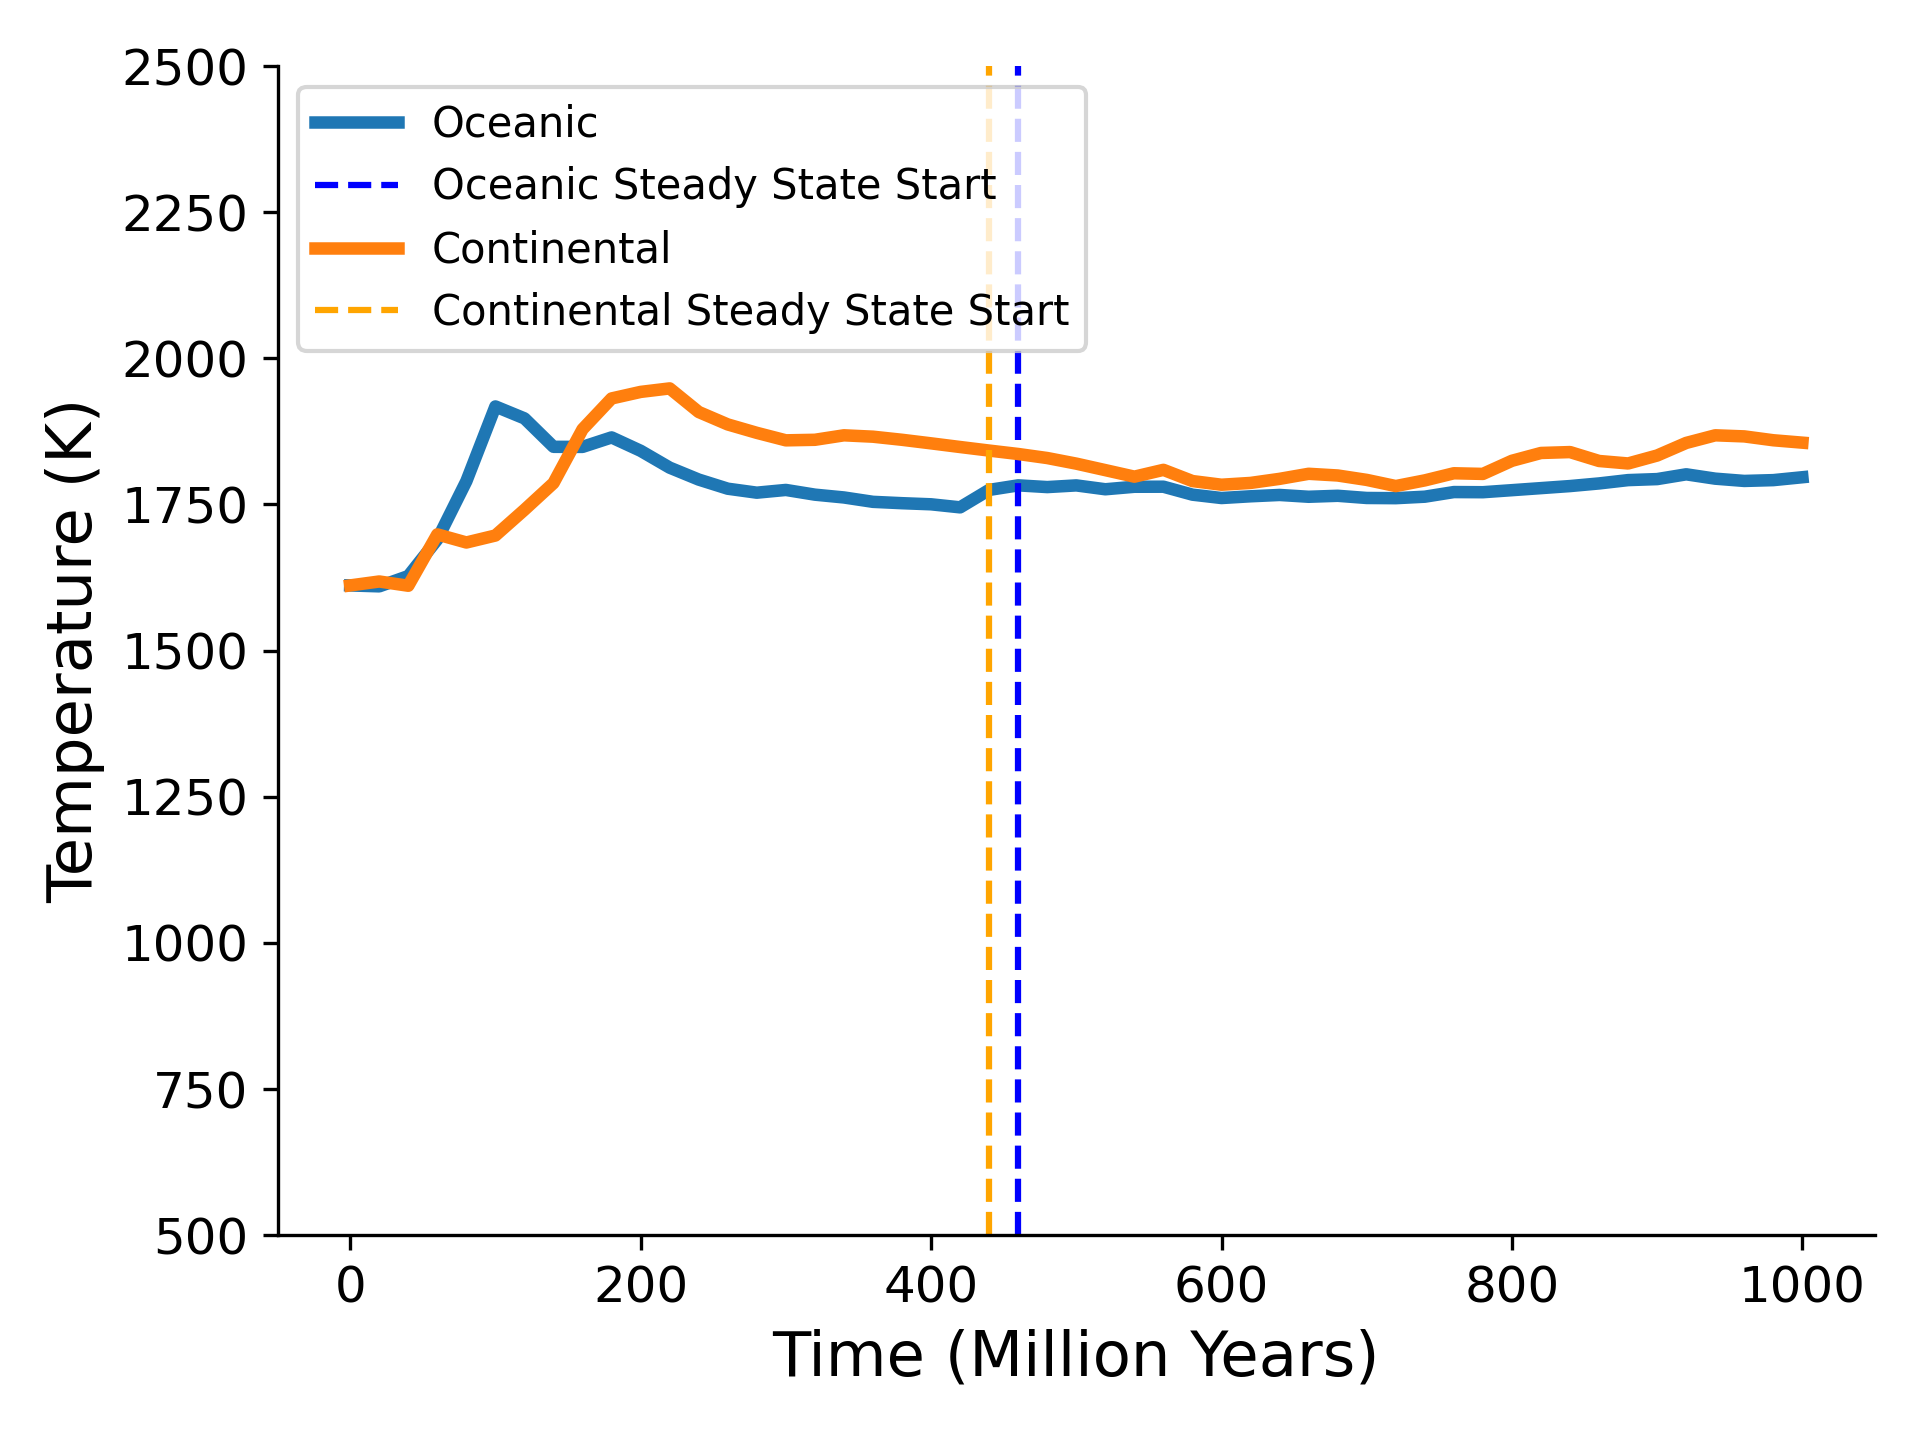 2500
2250
2000
1750
1500
1250
1000
750
500
Temperature (K)
Oceanic
Oceanic Steady State Start
Continental
Continental Steady State Start
0 200 400 600 800 1000
Time (Million Years)